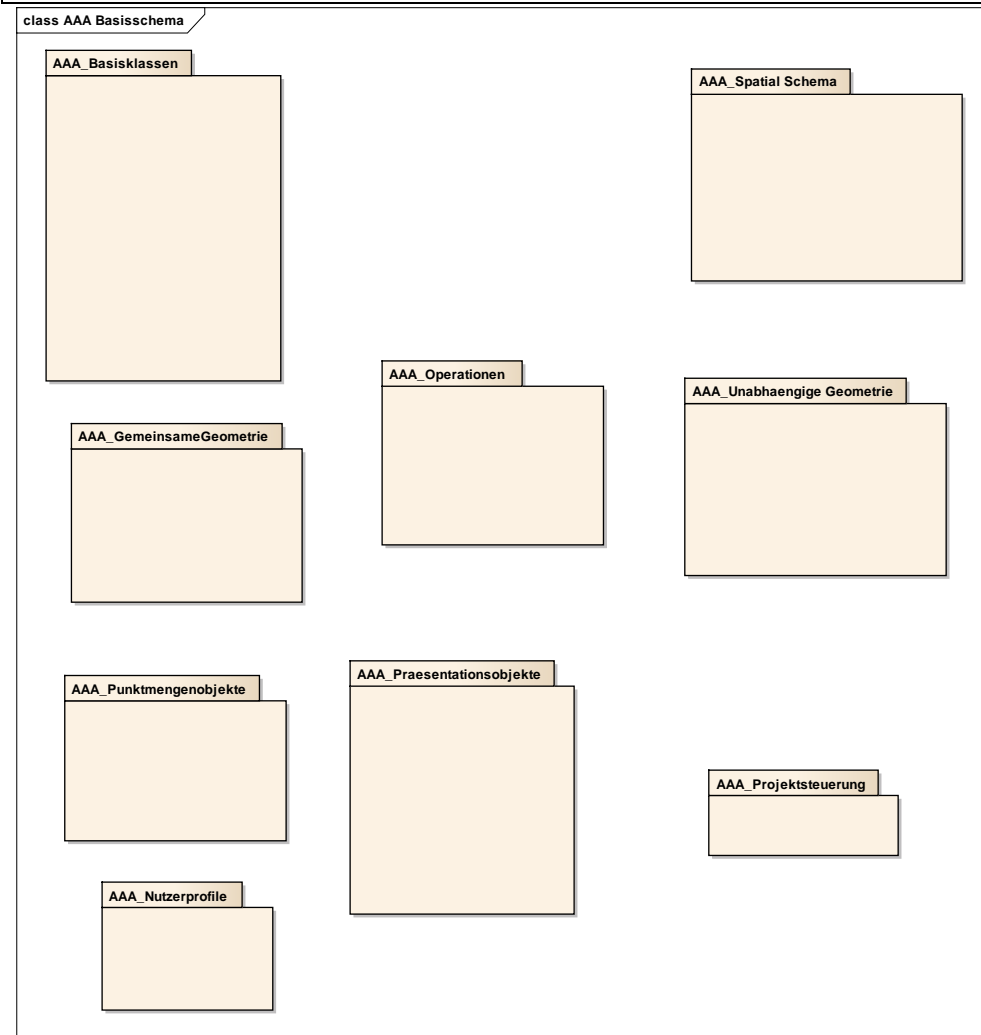 class AAA Basisschema
AAA_Basisklassen
AAA_Spatial Schema
AAA_Operationen
AAA_Unabhaengige Geometrie
AAA_GemeinsameGeometrie
AAA_Praesentationsobjekte
AAA_Punktmengenobjekte
AAA_Projektsteuerung
AAA_Nutzerprofile